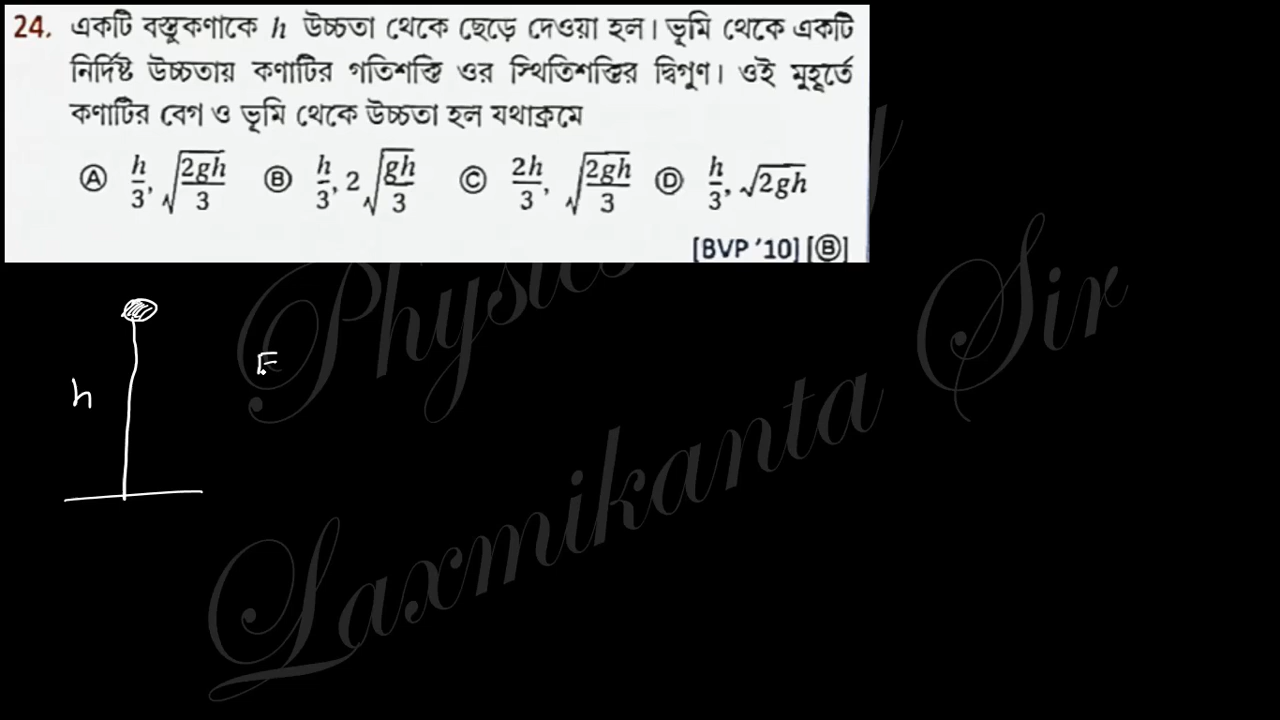 24. একটি বস্তুকণাকে h উচ্চতা থেকে ছেড়ে দেওয়া হল। ভূমি থেকে একটি
নির্দিষ্ট উচ্চতায় কণাটির গতিশক্তি ওর স্থিতিশক্তির দ্বিগুণ। ওই মুহূর্তে
কণাটির বেগ ও ভূমি থেকে উচ্চতা হল যথাক্রমে
Ⓐ h/3, √(2gh/3) Ⓑ h/3, 2√(gh/3) Ⓒ 2h/3, √(2gh/3) Ⓓ h/3, √2gh
[BVP '10] [Ⓑ]
h
E
Physics
Laxmikanta Sir